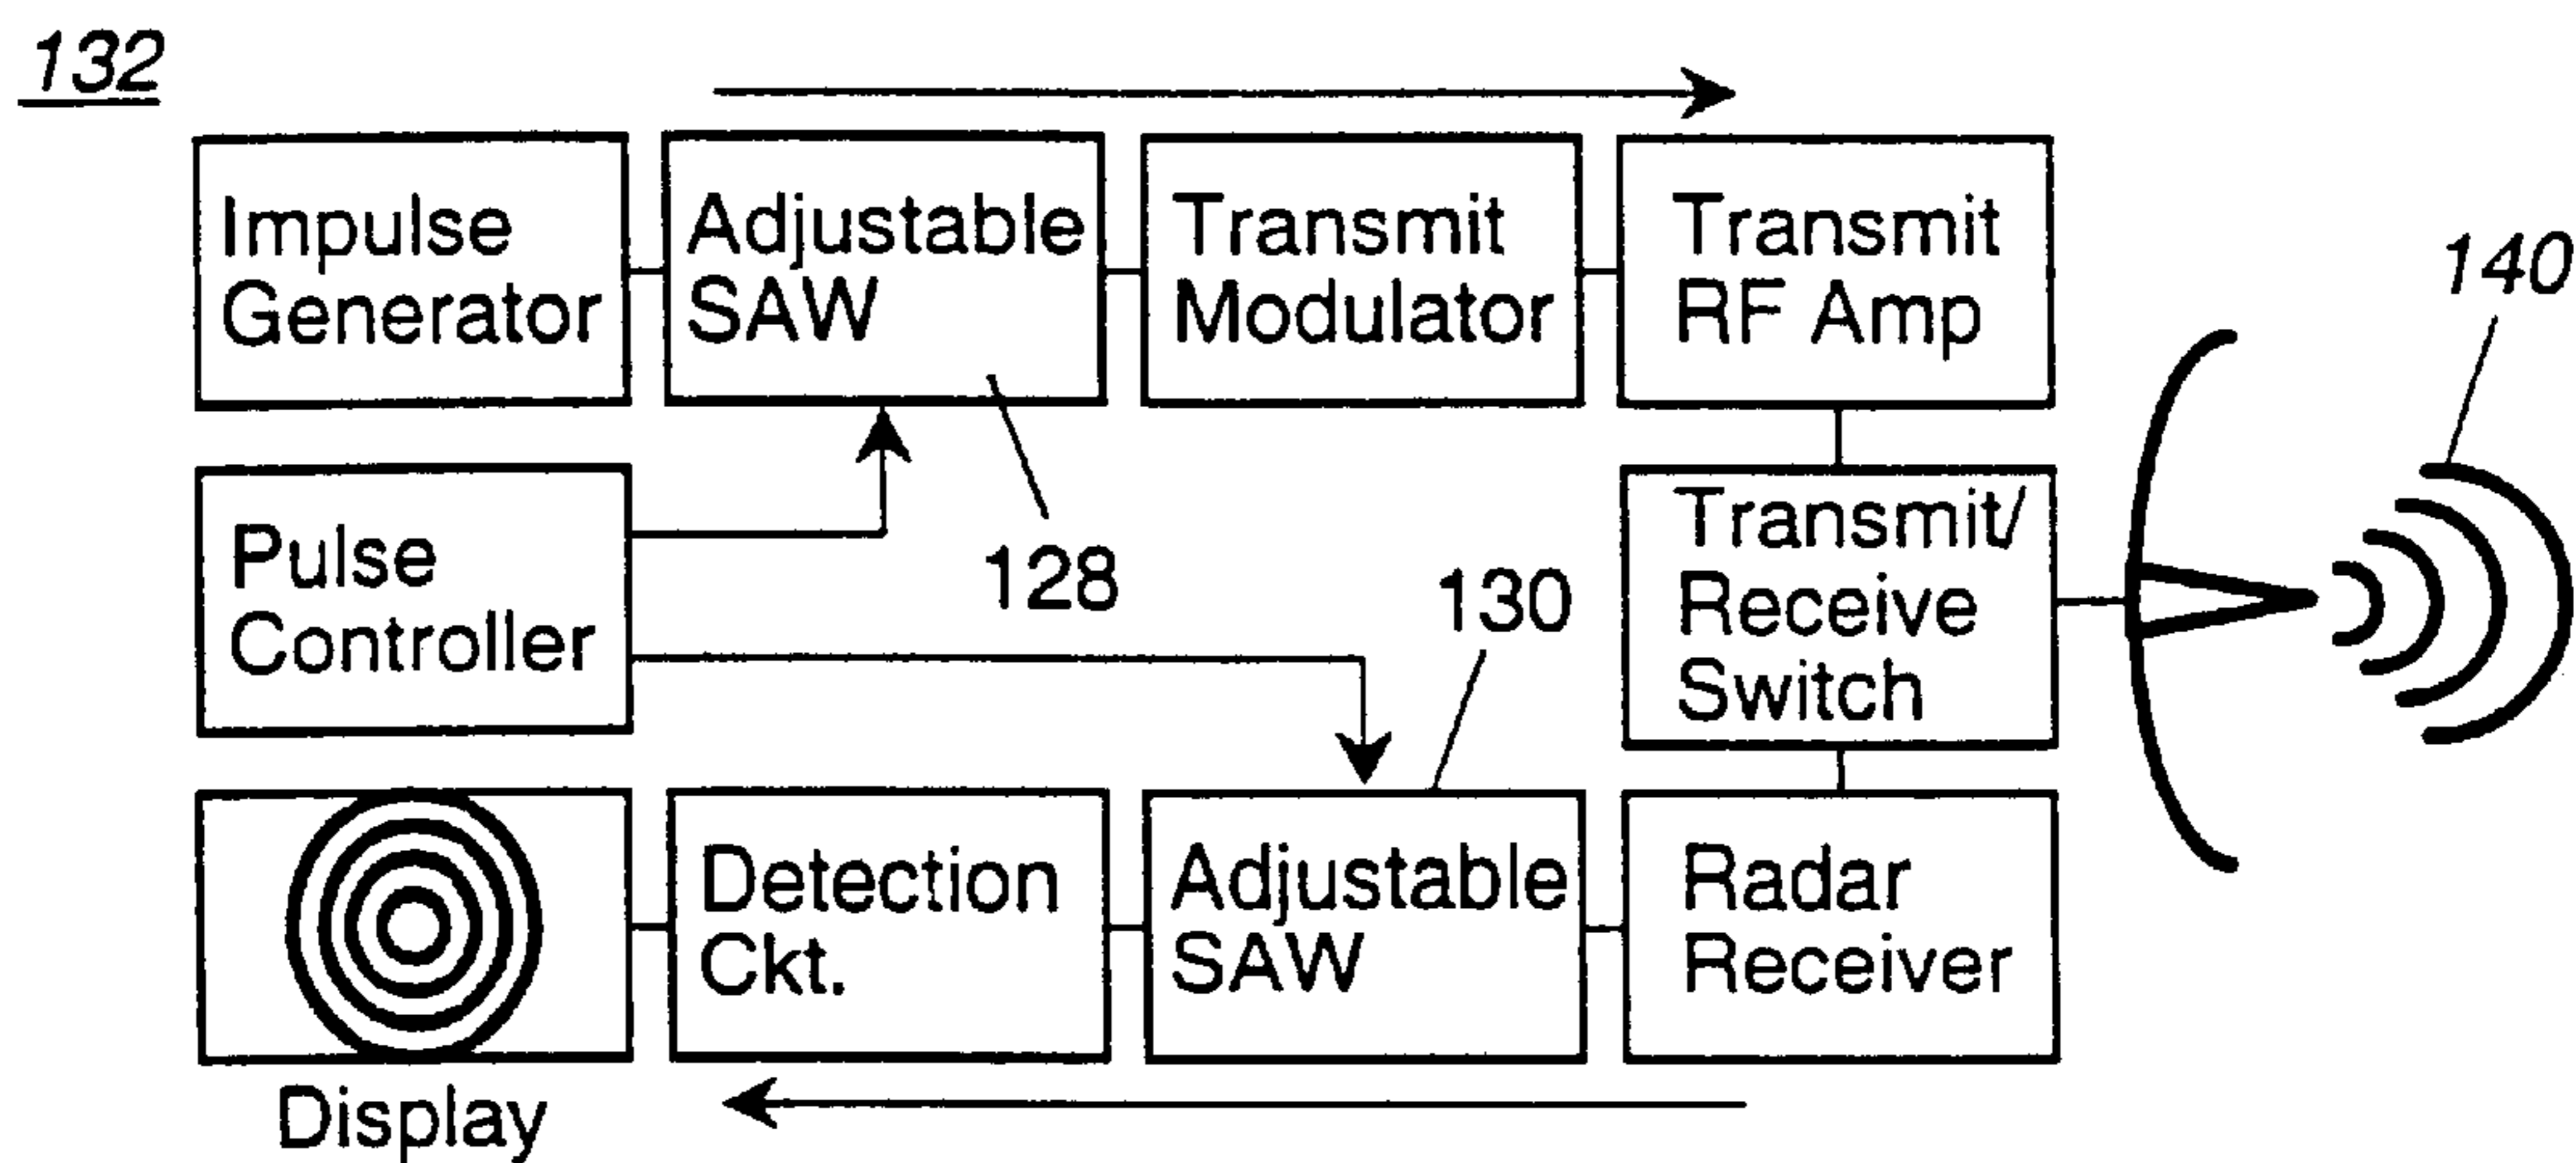 132
Impulse
Generator
Adjustable
SAW
Transmit
Modulator
Transmit
RF Amp
140
Pulse
Controller
128
130
Transmit/
Receive
Switch
Detection
Ckt.
Adjustable
SAW
Radar
Receiver
Display